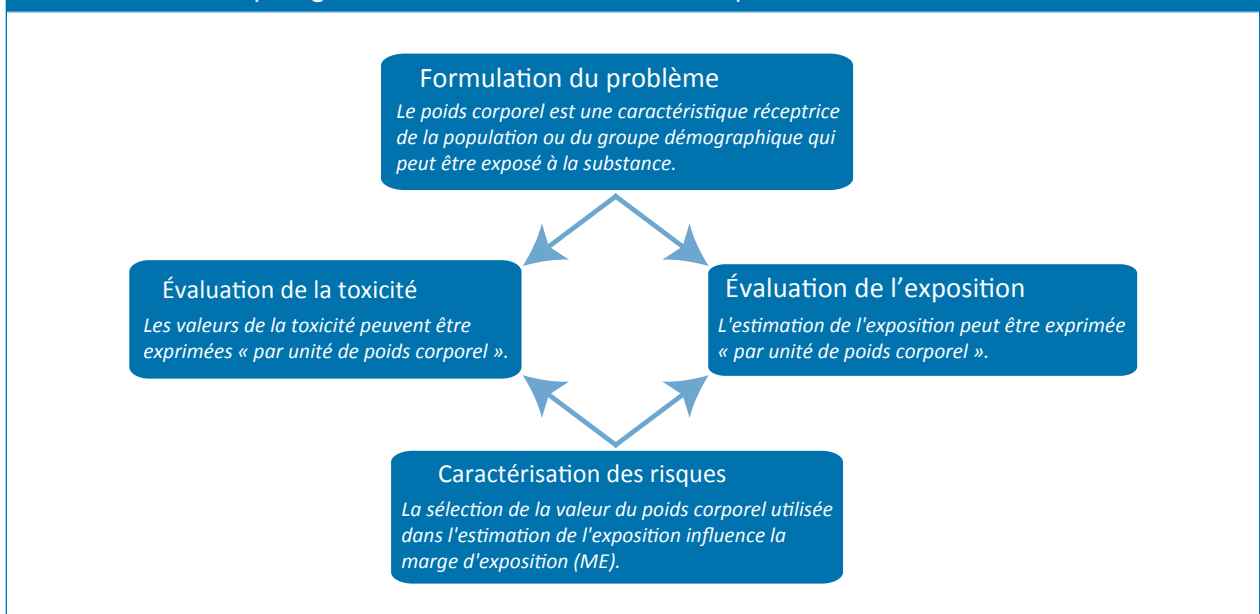 Formulation du problème
Le poids corporel est une caractéristique réceptrice
de la population ou du groupe démographique qui
peut être exposé à la substance.
Évaluation de la toxicité
Les valeurs de la toxicité peuvent être
exprimées « par unité de poids corporel ».
Évaluation de l’exposition
L'estimation de l'exposition peut être exprimée
« par unité de poids corporel ».
Caractérisation des risques
La sélection de la valeur du poids corporel utilisée
dans l'estimation de l'exposition influence la
marge d'exposition (ME).